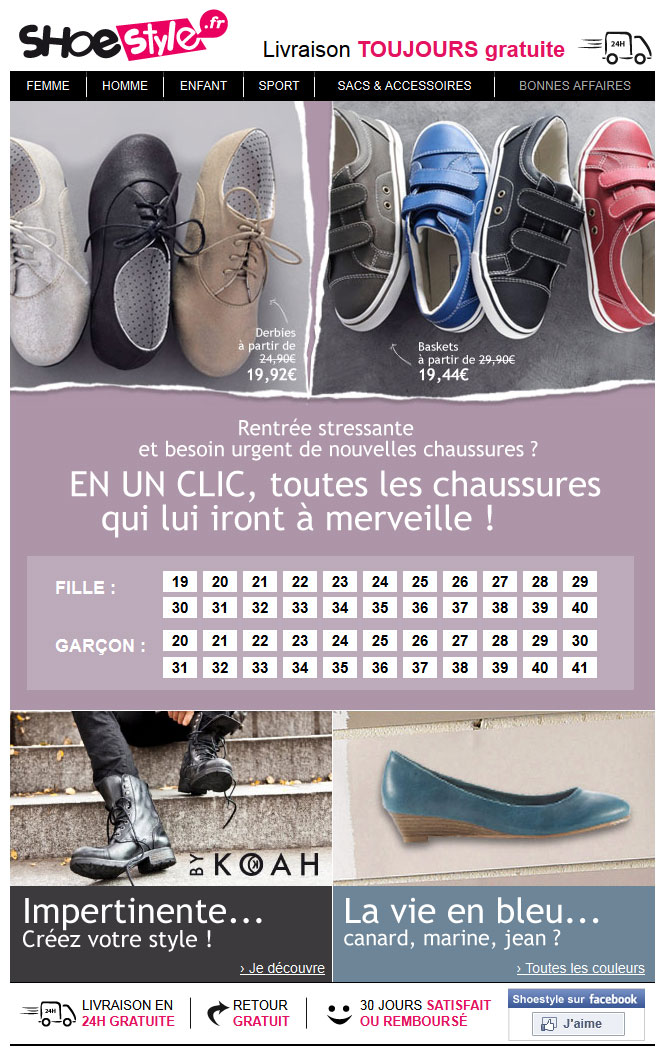 SHOeSTYLe.fr
Livraison TOUJOURS gratuite
24H
FEMME
HOMME
ENFANT
SPORT
SACS & ACCESSOIRES
BONNES AFFAIRES
Derbies
à partir de
24,90€
19,92€
Baskets
à partir de 29,90€
19,44€
Rentrée stressante
et besoin urgent de nouvelles chaussures ?
EN UN CLIC, toutes les chaussures
qui lui iront à merveille !
FILLE :
19 20 21 22 23 24 25 26 27 28 29
30 31 32 33 34 35 36 37 38 39 40
GARÇON :
20 21 22 23 24 25 26 27 28 29 30
31 32 33 34 35 36 37 38 39 40 41
BY KOAH
Impertinente...
Créez votre style !
› Je découvre
La vie en bleu...
canard, marine, jean ?
› Toutes les couleurs
24H
LIVRAISON EN
24H GRATUITE
RETOUR
GRATUIT
30 JOURS SATISFAIT
OU REMBOURSÉ
Shoestyle sur facebook
J'aime